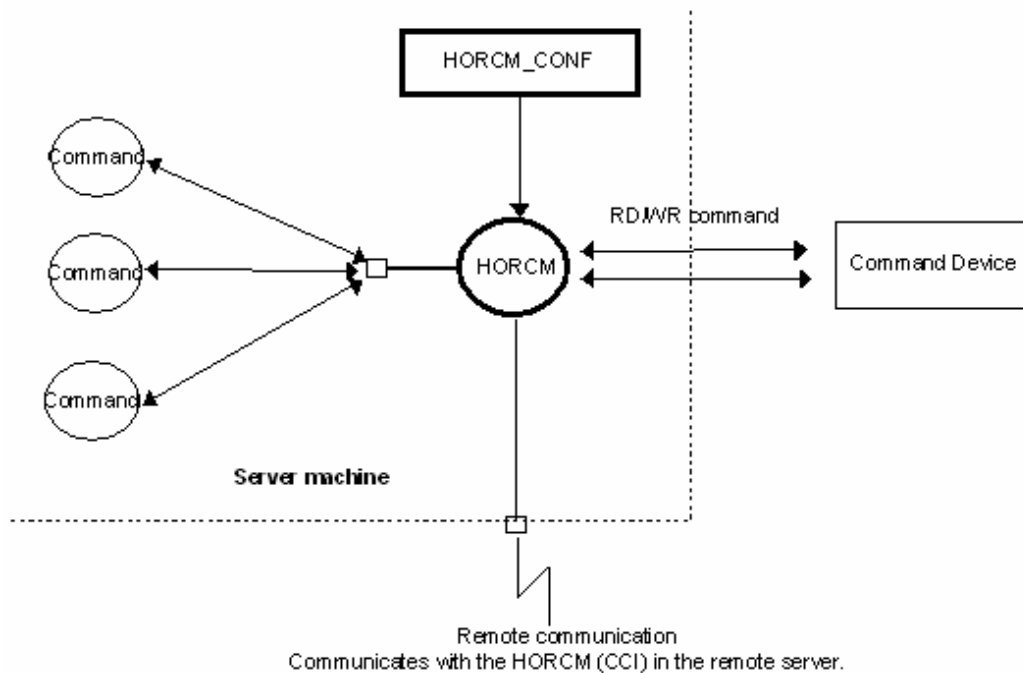 HORCM_CONF
Command
RD/WR command
Command
HORCM
Command Device
Command
Server machine
Remote communication
Communicates with the HORCM (CCI) in the remote server.